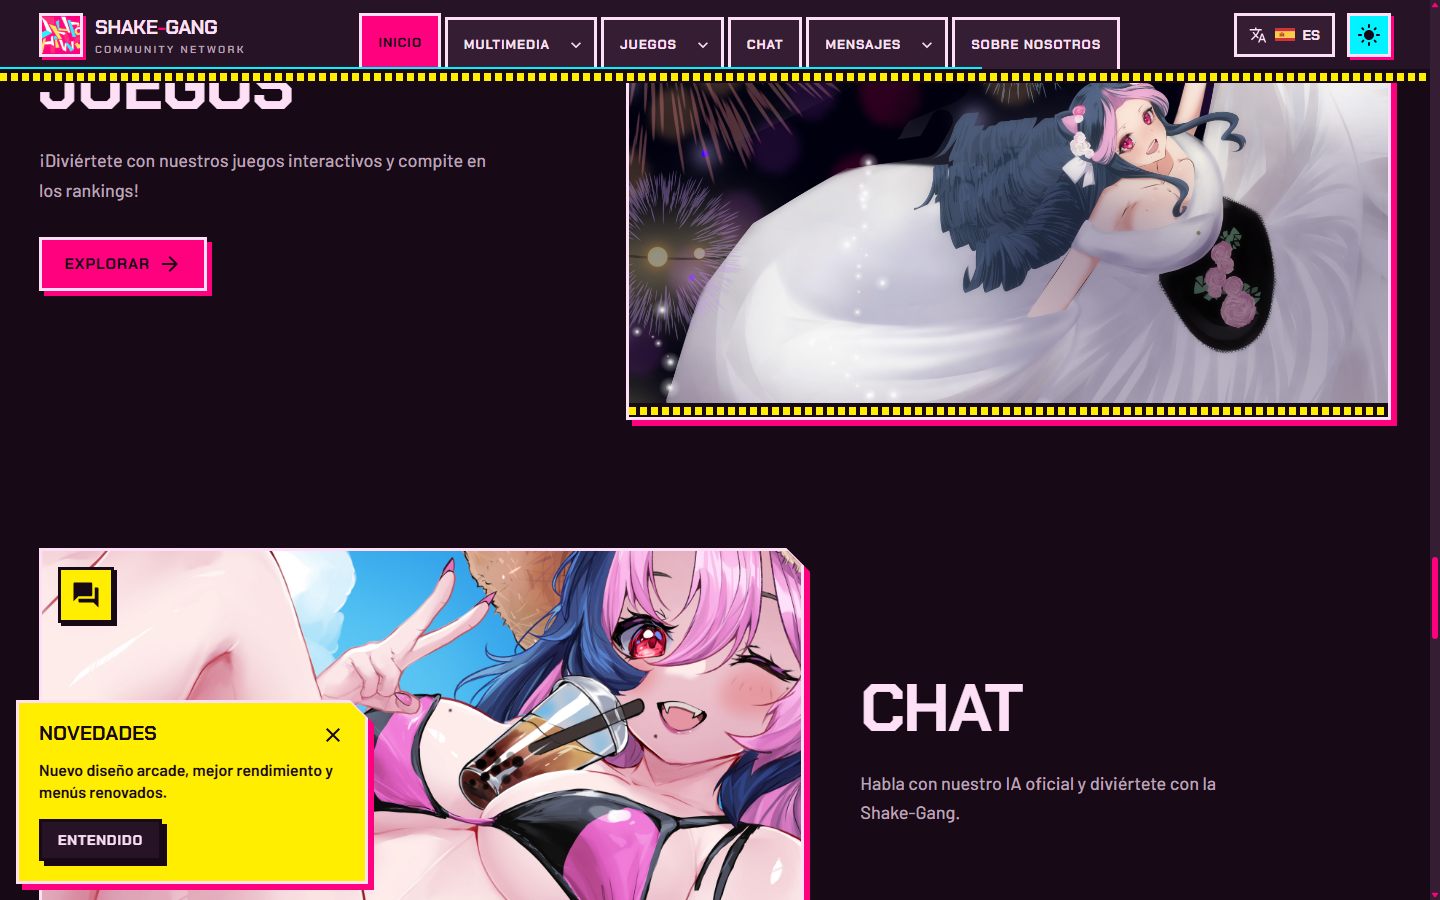 SHAKE-GANG
COMMUNITY NETWORK
INICIO
MULTIMEDIA
JUEGOS
CHAT
MENSAJES
SOBRE NOSOTROS
ES
JUEGOS
¡Diviértete con nuestros juegos interactivos y compite en
los rankings!
EXPLORAR
CHAT
Habla con nuestro IA oficial y diviértete con la
Shake-Gang.
NOVEDADES
Nuevo diseño arcade, mejor rendimiento y
menús renovados.
ENTENDIDO